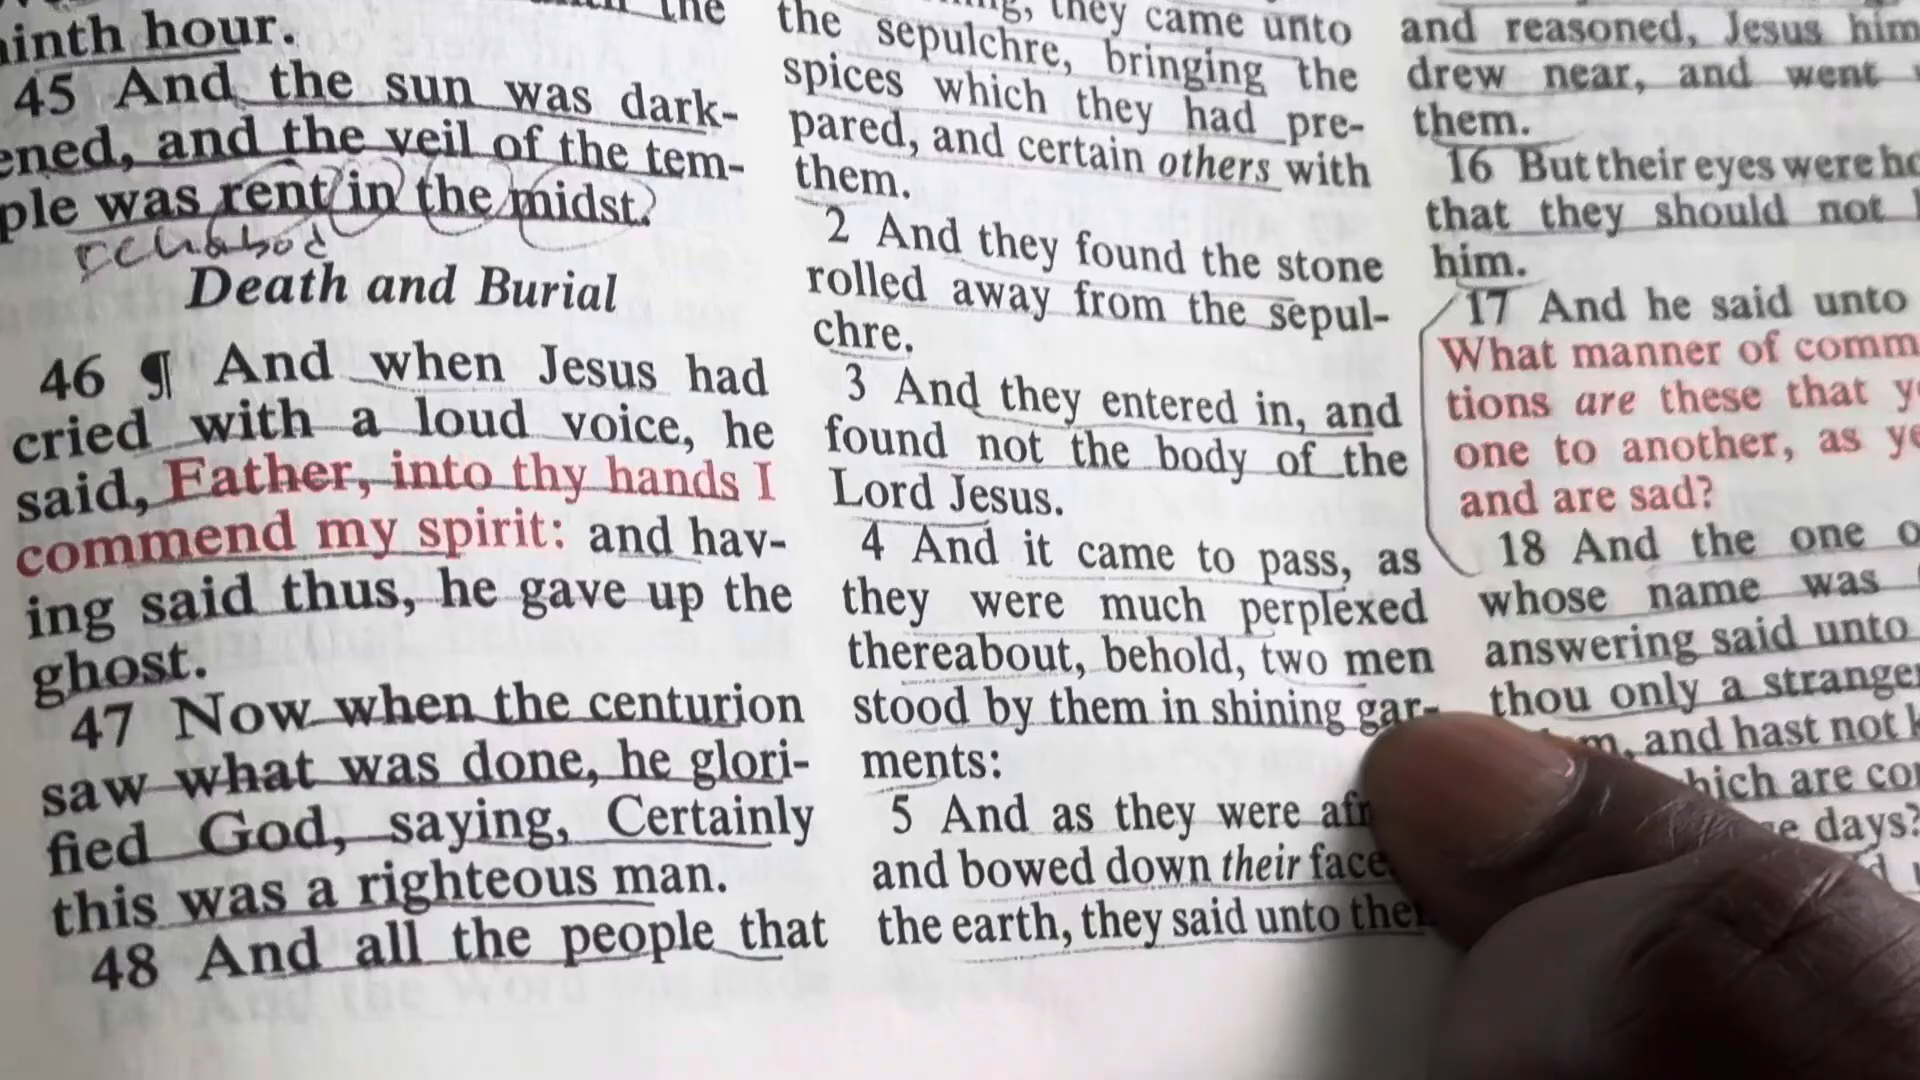 the
ninth hour.
45 And the sun was dark-
ened, and the veil of the tem-
ple was rent in the midst.
Death and Burial
46 ¶ And when Jesus had
cried with a loud voice, he
said, Father, into thy hands I
commend my spirit: and hav-
ing said thus, he gave up the
ghost.
47 Now when the centurion
saw what was done, he glori-
fied God, saying, Certainly
this was a righteous man.
48 And all the people that
they came unto
the sepulchre, bringing the
spices which they had pre-
pared, and certain others with
them.
2 And they found the stone
rolled away from the sepul-
chre.
3 And they entered in, and
found not the body of the
Lord Jesus.
4 And it came to pass, as
they were much perplexed
thereabout, behold, two men
stood by them in shining gar-
ments:
5 And as they were
and bowed down their
the earth, they said unto
and reasoned, Jesus
drew near, and went
them.
16 But their eyes were
that they should not
him.
17 And he said unto
What manner of
tions are these that
one to another, as
and are sad?
18 And the one
whose name was
answering said unto
thou only a
and hast not
which are
days?